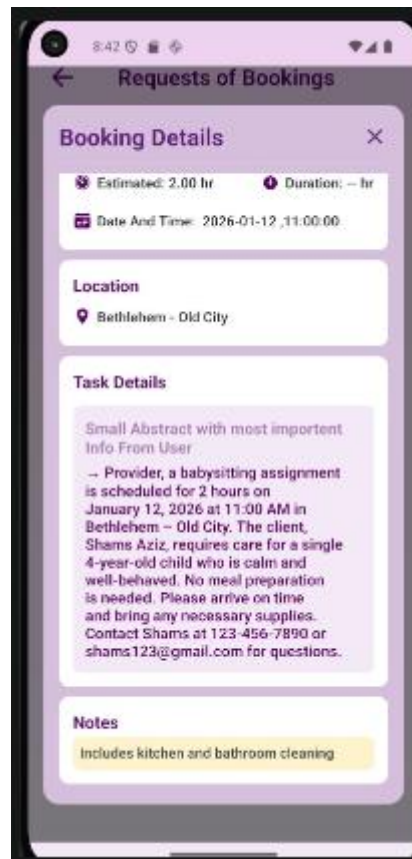 8:42
Requests of Bookings
Booking Details
Estimated: 2.00 hr
Duration: -- hr
Date And Time: 2026-01-12 ,11:00:00
Location
Bethlehem - Old City
Task Details
Small Abstract with most importent
Info From User
→ Provider, a babysitting assignment
is scheduled for 2 hours on
January 12, 2026 at 11:00 AM in
Bethlehem – Old City. The client,
Shams Aziz, requires care for a single
4-year-old child who is calm and
well-behaved. No meal preparation
is needed. Please arrive on time
and bring any necessary supplies.
Contact Shams at 123-456-7890 or
shams123@gmail.com for questions.
Notes
Includes kitchen and bathroom cleaning